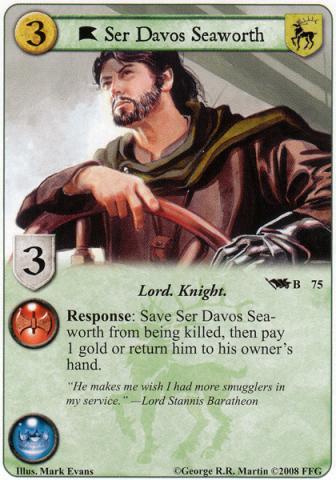 3
Ser Davos Seaworth
3
Lord. Knight.
B 75
Response: Save Ser Davos Sea-
worth from being killed, then pay
1 gold or return him to his owner's
hand.
"He makes me wish I had more smugglers in
my service." —Lord Stannis Baratheon
Illus. Mark Evans
©George R.R. Martin ©2008 FFG